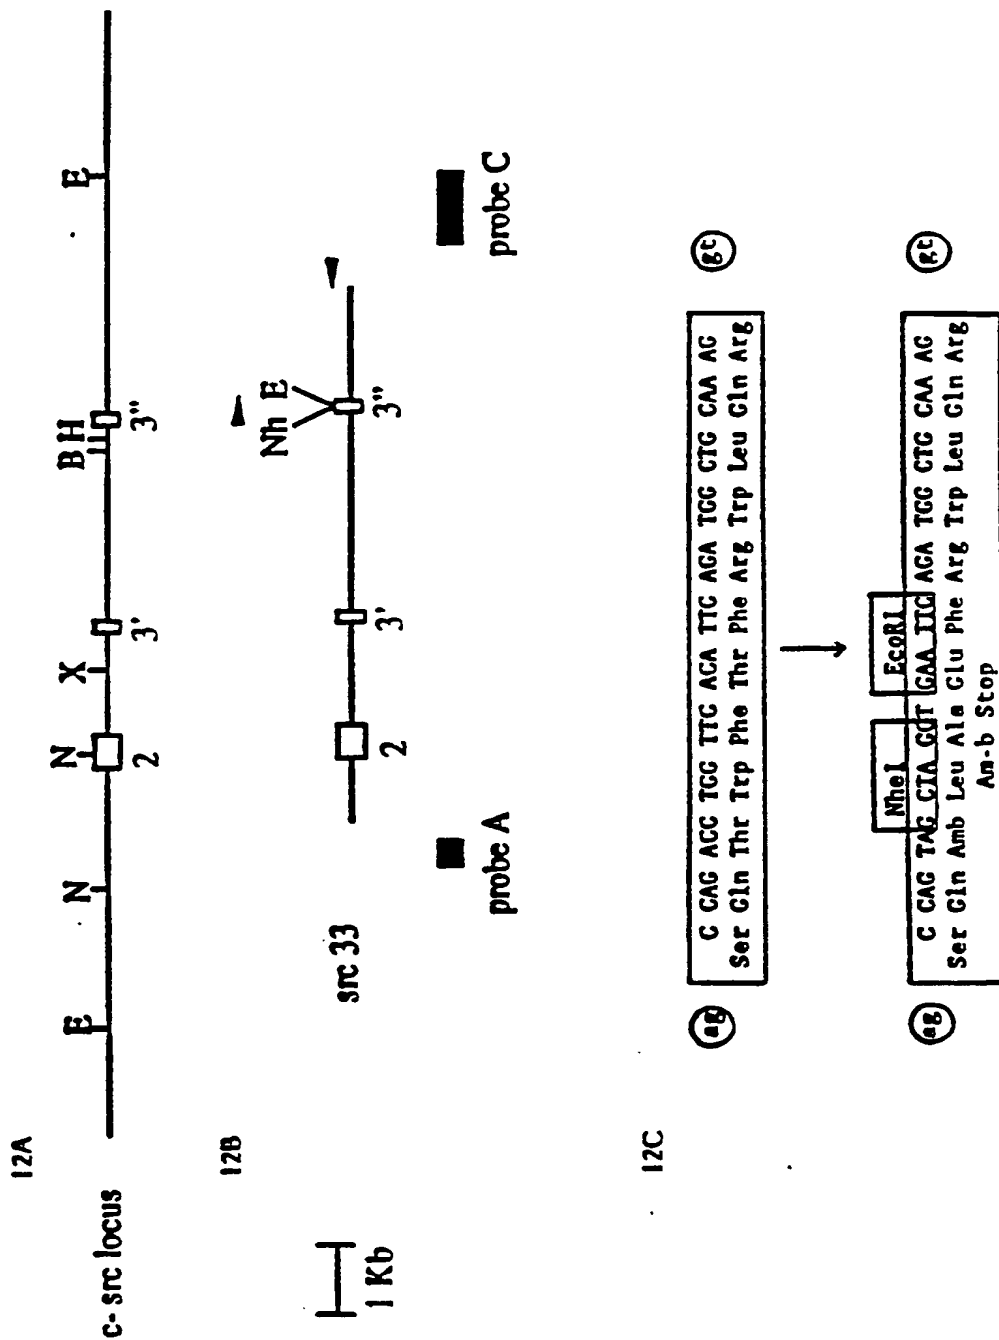 12A
c- src locus
E N N X B H E
2 3' 3"
12B
Nh E
src 33
2 3' 3"
1 Kb
probe A probe C
12C
ag C CAG ACC TGG TTC ACA TTC AGA TGG CTG CAA AG gt
Ser Gln Thr Trp Phe Thr Phe Arg Trp Leu Gln Arg
NheI EcoRI
ag C CAG TAG CTA GCT GAA TTC AGA TGG CTG CAA AG gt
Ser Gln Amb Leu Ala Glu Phe Arg Trp Leu Gln Arg
Am-b Stop